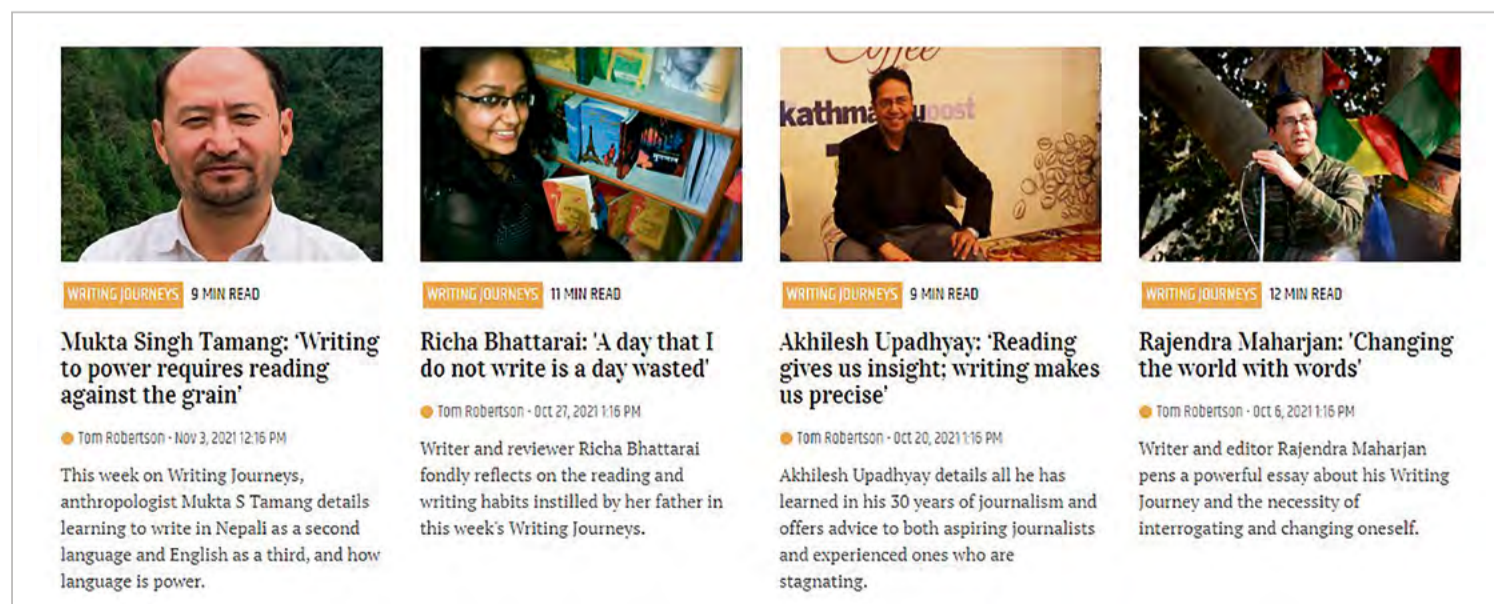 Coffee
WRITING JOURNEYS 9 MIN READ
Mukta Singh Tamang: ‘Writing
to power requires reading
against the grain’
Tom Robertson - Nov 3, 2021 12:16 PM
This week on Writing Journeys,
anthropologist Mukta S Tamang details
learning to write in Nepali as a second
language and English as a third, and how
language is power.
WRITING JOURNEYS 11 MIN READ
Richa Bhattarai: 'A day that I
do not write is a day wasted'
Tom Robertson - Oct 27, 2021 1:16 PM
Writer and reviewer Richa Bhattarai
fondly reflects on the reading and
writing habits instilled by her father in
this week's Writing Journeys.
WRITING JOURNEYS 9 MIN READ
Akhilesh Upadhyay: ‘Reading
gives us insight; writing makes
us precise’
Tom Robertson - Oct 20, 2021 1:16 PM
Akhilesh Upadhyay details all he has
learned in his 30 years of journalism and
offers advice to both aspiring journalists
and experienced ones who are
stagnating.
WRITING JOURNEYS 12 MIN READ
Rajendra Maharjan: 'Changing
the world with words'
Tom Robertson - Oct 6, 2021 1:16 PM
Writer and editor Rajendra Maharjan
pens a powerful essay about his Writing
Journey and the necessity of
interrogating and changing oneself.